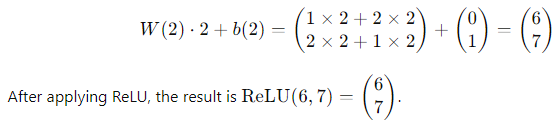 W(2) · 2 + b(2) = (1 × 2 + 2 × 2 / 2 × 2 + 1 × 2) + (0 / 1) = (6 / 7)
After applying ReLU, the result is ReLU(6, 7) = (6 / 7).